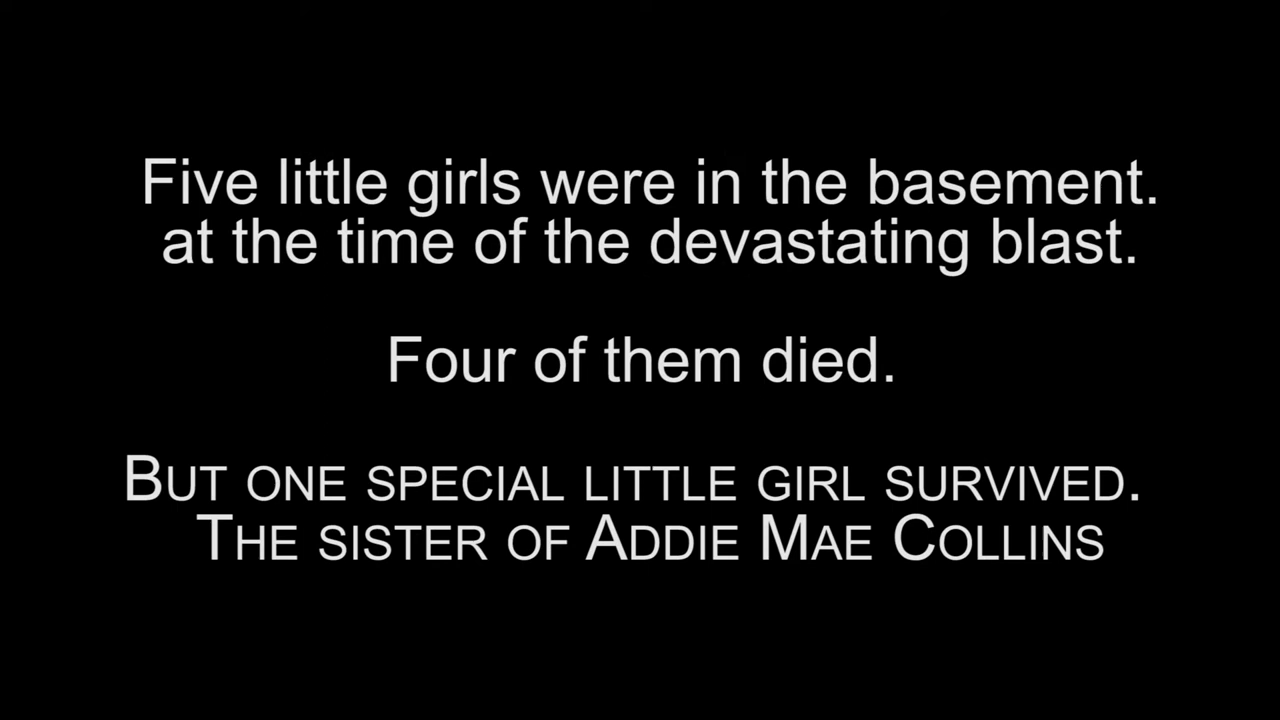 Five little girls were in the basement.
at the time of the devastating blast.
Four of them died.
But one special little girl survived.
The sister of Addie Mae Collins